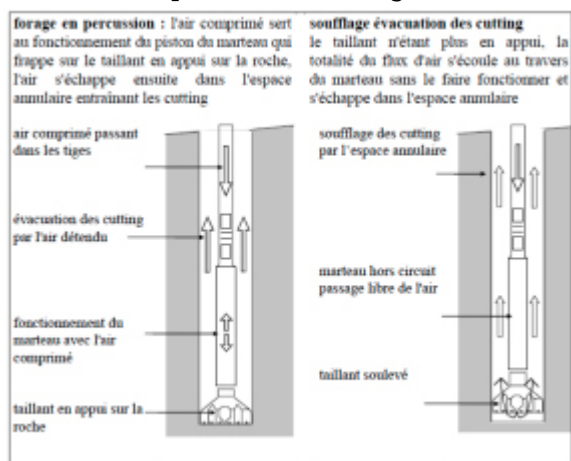 forage en percussion : l'air comprimé sert
au fonctionnement du piston du marteau qui
frappe sur le taillant en appui sur la roche,
l'air s'échappe ensuite dans l'espace
annulaire entraînant les cutting
air comprimé passant
dans les tiges
évacuation des cutting
par l'air détendu
fonctionnement du
marteau avec l'air
comprimé
taillant en appui sur la
roche
soufflage évacuation des cutting
le taillant n'étant plus en appui, la
totalité du flux d'air s'écoule au travers
du marteau sans le faire fonctionner et
s'échappe dans l'espace annulaire
soufflage des cutting
par l'espace annulaire
marteau hors circuit
passage libre de l'air
taillant soulevé